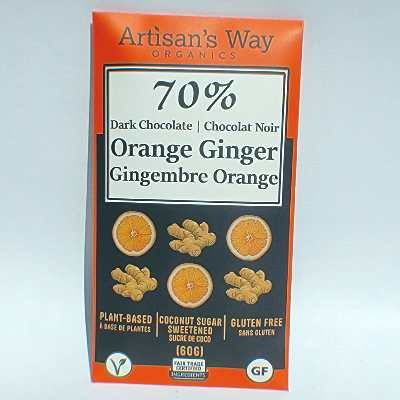 Artisan's Way
ORGANICS
70%
Dark Chocolate | Chocolat Noir
Orange Ginger
Gingembre Orange
PLANT-BASED
À BASE DE PLANTES
COCONUT SUGAR
SWEETENED
SUCRE DE COCO
(60G)
GLUTEN FREE
SANS GLUTEN
V
FAIR TRADE
CERTIFIED
INGREDIENTS
GF